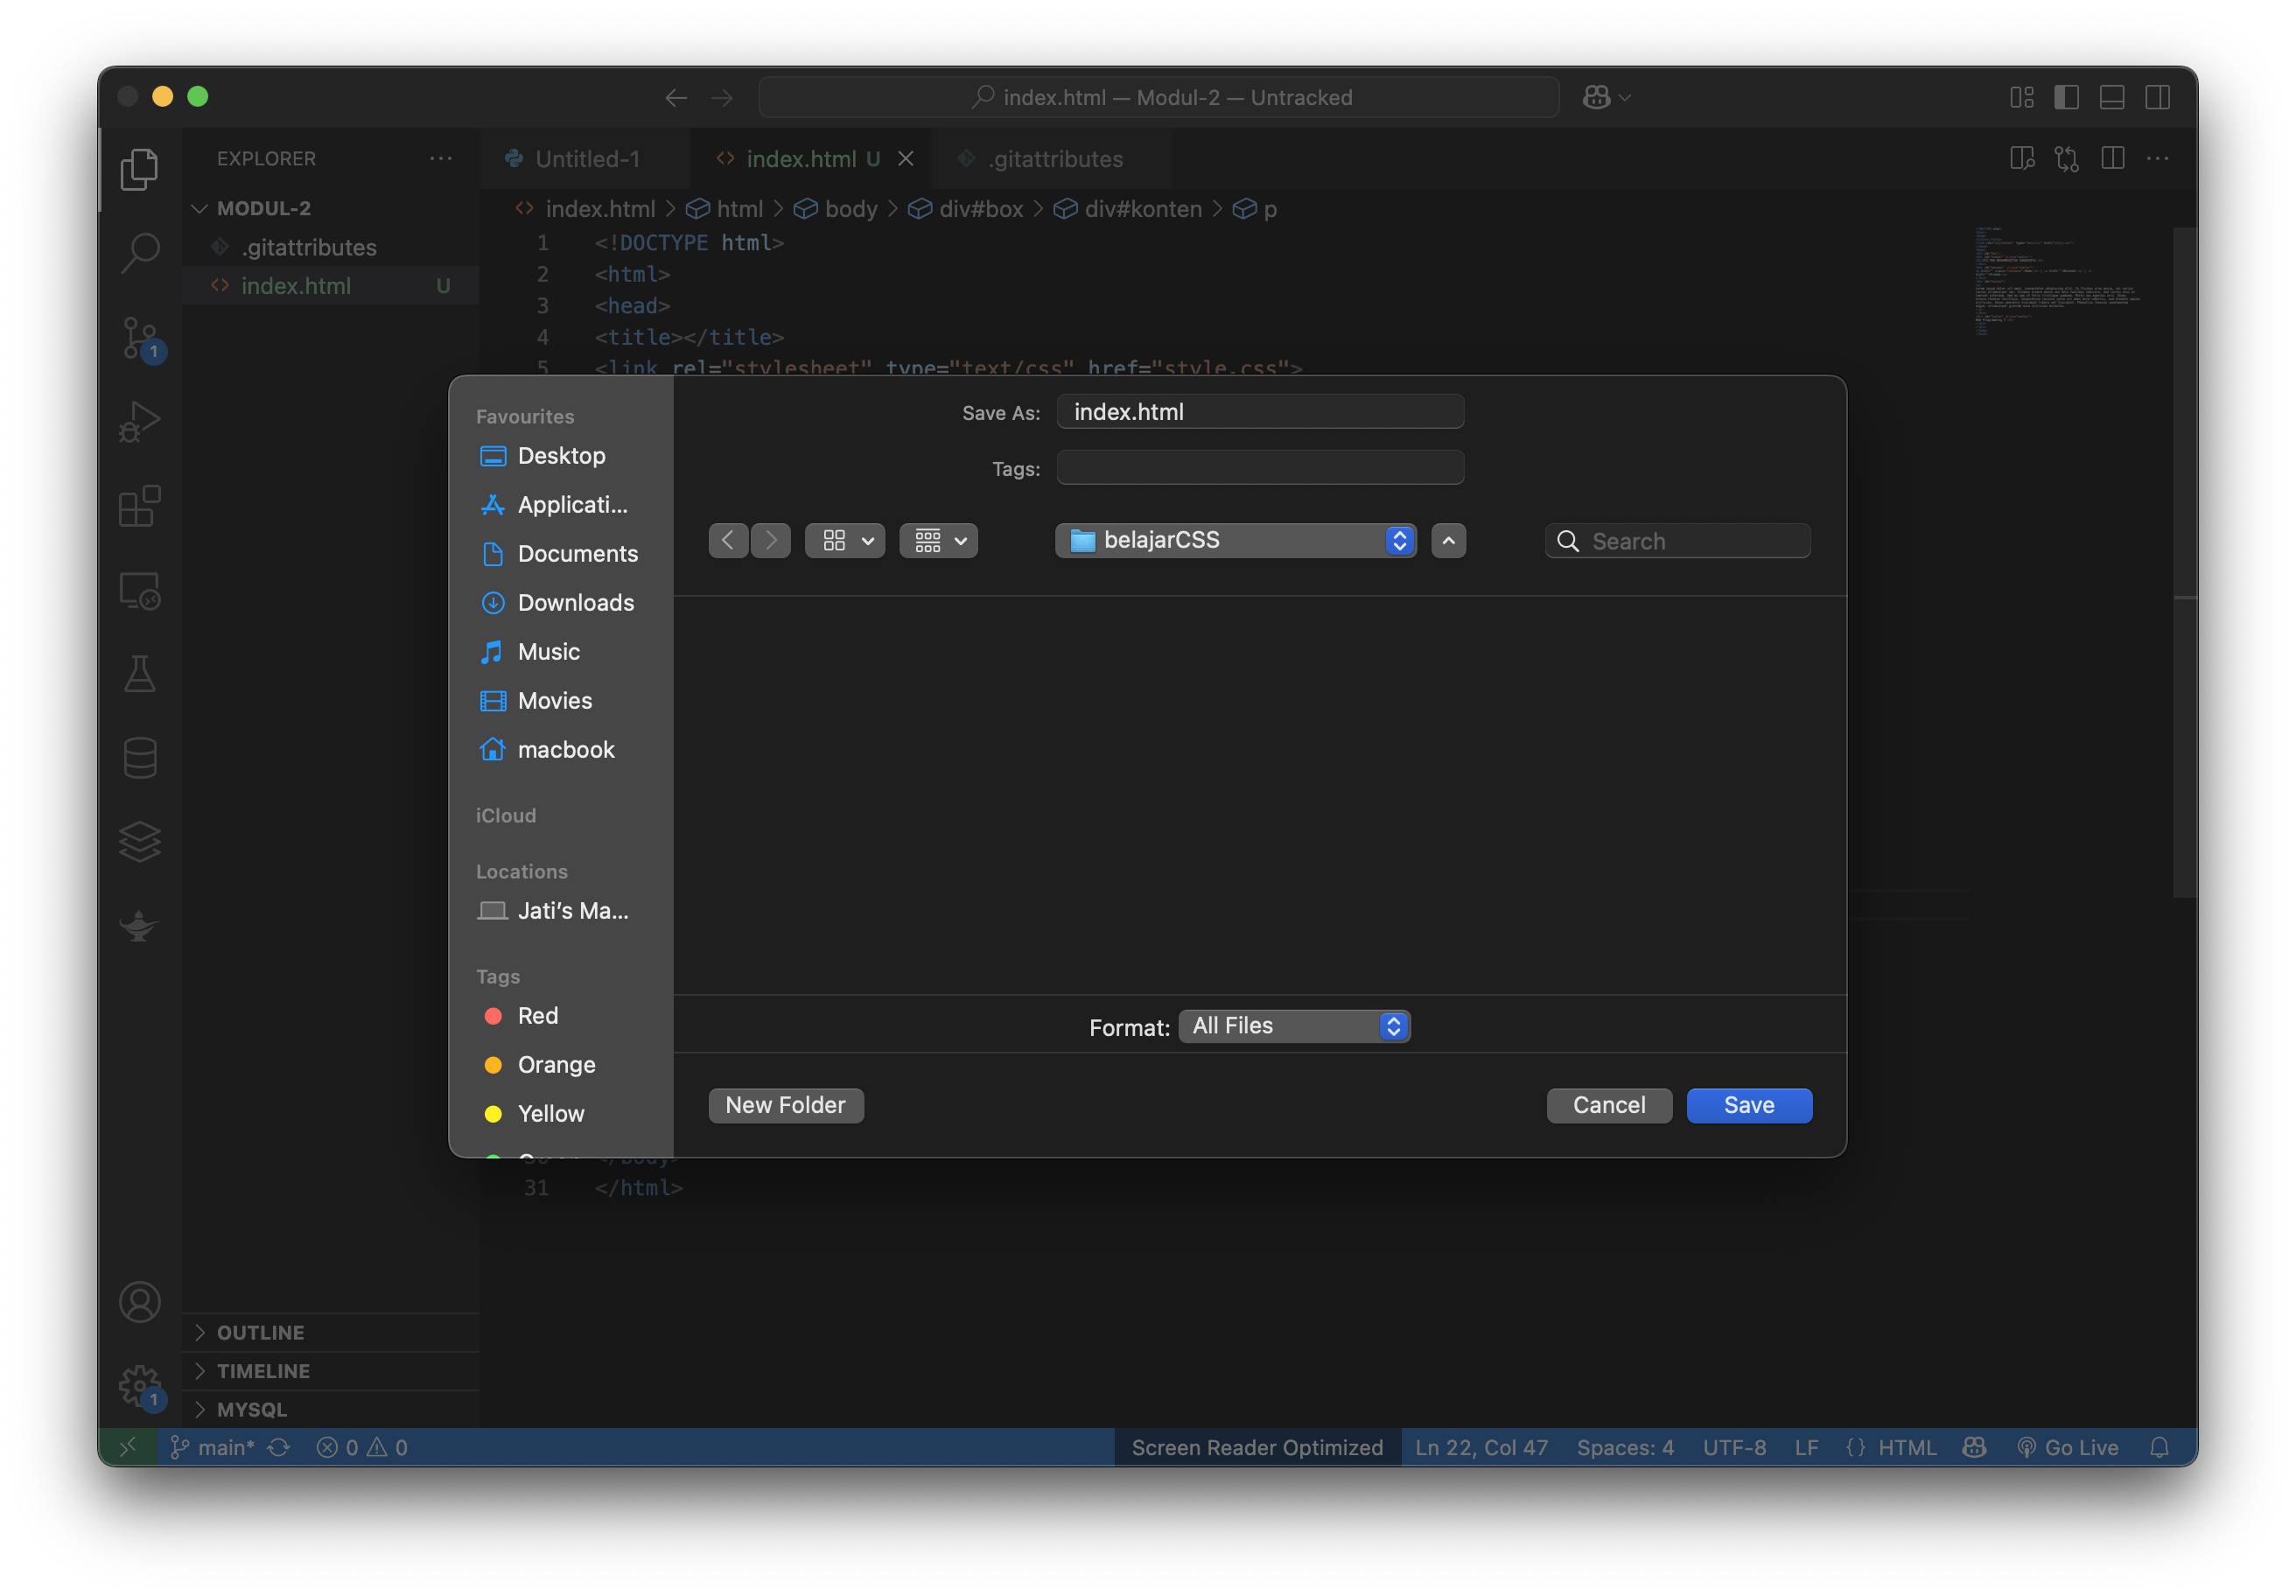 index.html — Modul-2 — Untracked
EXPLORER
Untitled-1
index.html U
.gitattributes
MODUL-2
.gitattributes
index.html U
index.html > html > body > div#box > div#konten > p
1 <!DOCTYPE html>
2 <html>
3 <head>
4 <title></title>
5 <link rel="stylesheet" type="text/css" href="style.css">
1
Favourites
Desktop
Applicati...
Documents
Downloads
Music
Movies
macbook
iCloud
Locations
Jati's Ma...
Tags
Red
Orange
Yellow
Save As: index.html
Tags:
belajarCSS
Search
Format: All Files
New Folder
Cancel
Save
31 </html>
OUTLINE
TIMELINE
MYSQL
1
main*
0
0
Screen Reader Optimized
Ln 22, Col 47
Spaces: 4
UTF-8
LF
{ } HTML
Go Live